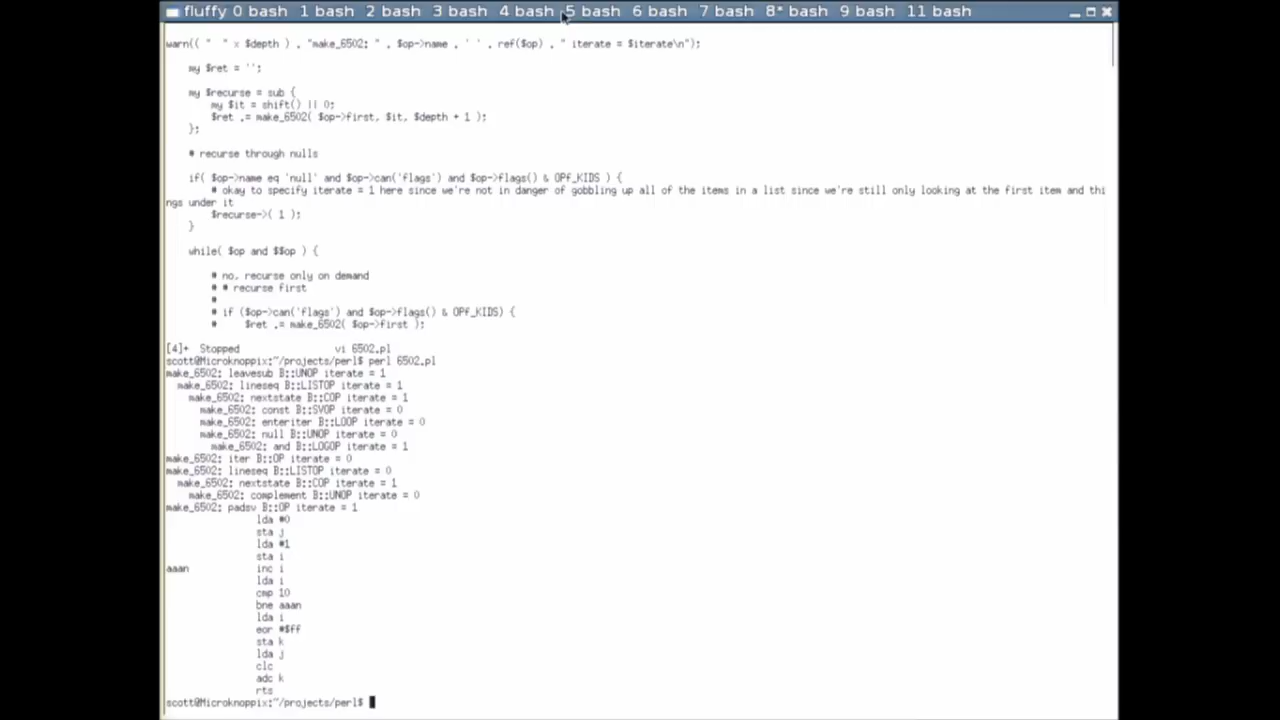 fluffy 0 bash 1 bash 2 bash 3 bash 4 bash 5 bash 6 bash 7 bash 8* bash 9 bash 11 bash
warn(( "  " x $depth ) . "make_6502: " . $op->name . ' ' . ref($op) . " iterate = $iterate\n");
my $ret = '';
my $recurse = sub {
my $it = shift() || 0;
$ret .= make_6502( $op->first, $it, $depth + 1 );
};
# recurse through nulls
if( $op->name eq 'null' and $op->can('flags') and $op->flags() & OPf_KIDS ) {
# okay to specify iterate = 1 here since we're not in danger of gobbling up all of the items in a list since we're still only looking at the first item and thi
ngs under it
$recurse->( 1 );
}
while( $op and $$op ) {
# no, recurse only on demand
# # recurse first
#
# if ($op->can('flags') and $op->flags() & OPf_KIDS) {
#     $ret .= make_6502( $op->first );
[4]+  Stopped                 vi 6502.pl
scott@Microknoppix:~/projects/perl$ perl 6502.pl
make_6502: leavesub B::UNOP iterate = 1
make_6502: lineseq B::LISTOP iterate = 1
make_6502: nextstate B::COP iterate = 1
make_6502: const B::SVOP iterate = 0
make_6502: enteriter B::LOOP iterate = 0
make_6502: null B::UNOP iterate = 0
make_6502: and B::LOGOP iterate = 1
make_6502: iter B::OP iterate = 0
make_6502: lineseq B::LISTOP iterate = 0
make_6502: nextstate B::COP iterate = 1
make_6502: complement B::UNOP iterate = 0
make_6502: padsv B::OP iterate = 1
lda #0
sta j
lda #1
sta i
aaan            inc i
lda i
cmp 10
bne aaan
lda i
eor #$ff
sta k
lda j
clc
adc k
rts
scott@Microknoppix:~/projects/perl$